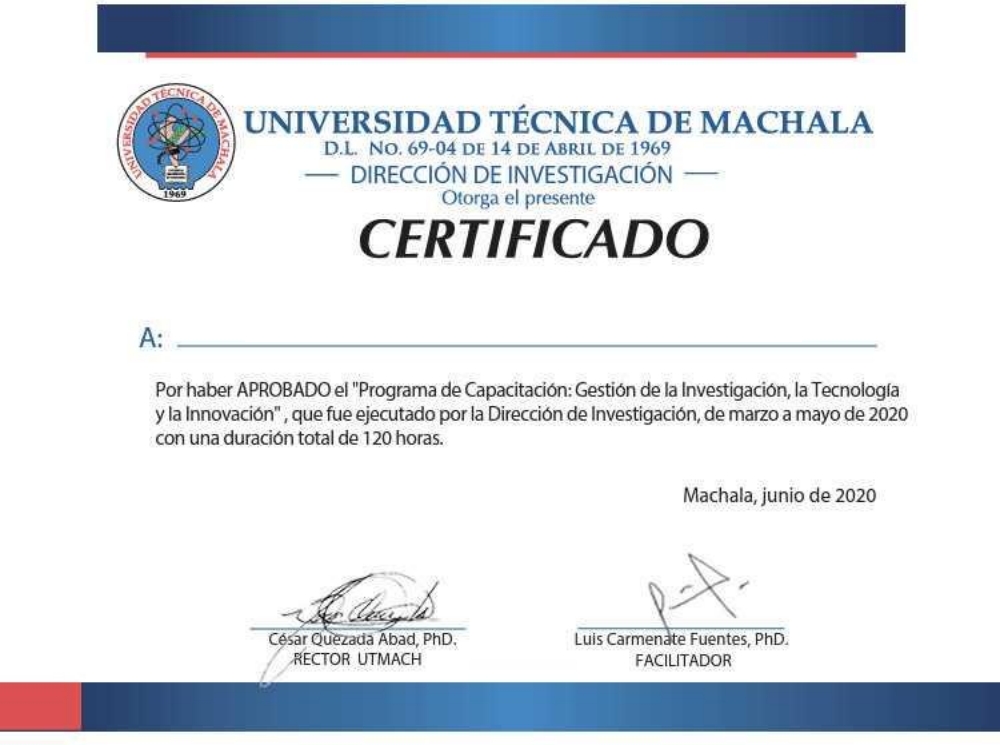 UNIVERSIDAD TÉCNICA DE MACHALA
1969
UNIVERSIDAD TÉCNICA DE MACHALA
D.L. No. 69-04 DE 14 DE ABRIL DE 1969
DIRECCIÓN DE INVESTIGACIÓN
Otorga el presente
CERTIFICADO
A:
Por haber APROBADO el "Programa de Capacitación: Gestión de la Investigación, la Tecnología
y la Innovación" , que fue ejecutado por la Dirección de Investigación, de marzo a mayo de 2020
con una duración total de 120 horas.
Machala, junio de 2020
César Quezada Abad, PhD.
RECTOR UTMACH
Luis Carmenate Fuentes, PhD.
FACILITADOR